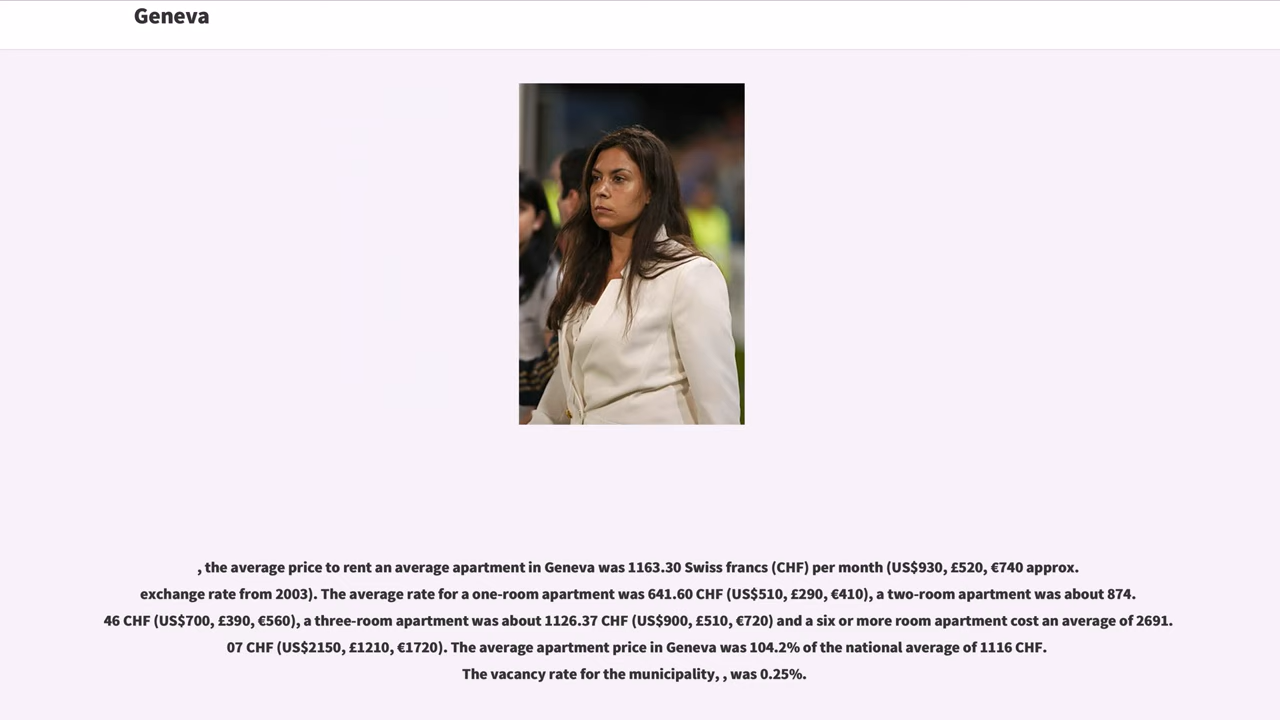 Geneva
, the average price to rent an average apartment in Geneva was 1163.30 Swiss francs (CHF) per month (US$930, £520, €740 approx.
exchange rate from 2003). The average rate for a one-room apartment was 641.60 CHF (US$510, £290, €410), a two-room apartment was about 874.
46 CHF (US$700, £390, €560), a three-room apartment was about 1126.37 CHF (US$900, £510, €720) and a six or more room apartment cost an average of 2691.
07 CHF (US$2150, £1210, €1720). The average apartment price in Geneva was 104.2% of the national average of 1116 CHF.
The vacancy rate for the municipality, , was 0.25%.